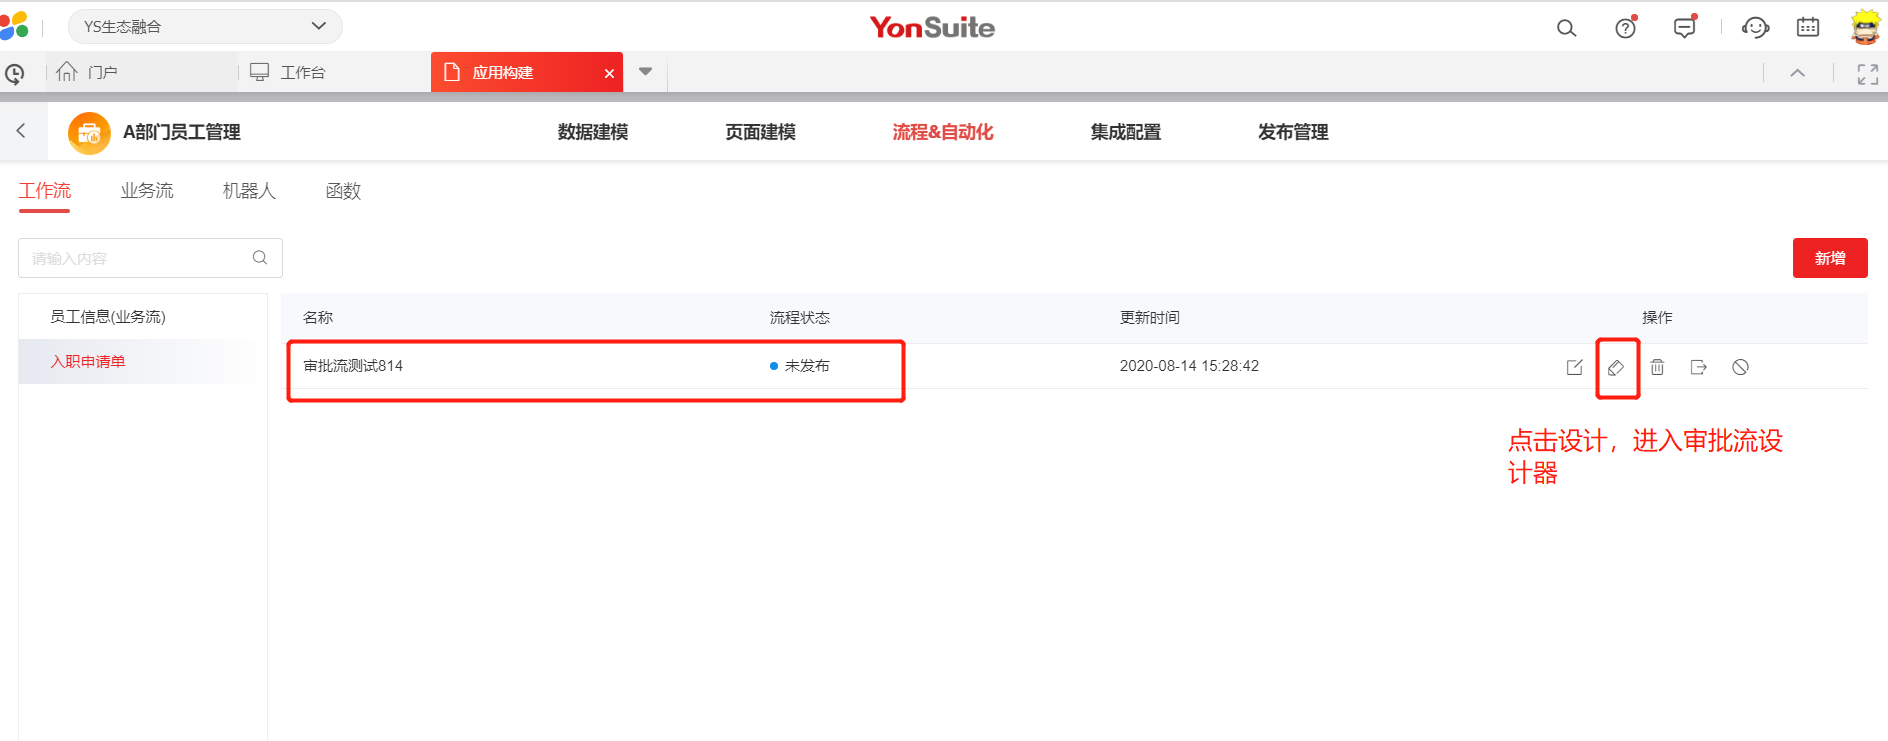 YS生态融合
YonSuite
门户
工作台
应用构建
A部门员工管理
数据建模
页面建模
流程&自动化
集成配置
发布管理
工作流
业务流
机器人
函数
请输入内容
新增
员工信息(业务流)
入职申请单
名称
流程状态
更新时间
操作
审批流测试814
未发布
2020-08-14 15:28:42
点击设计，进入审批流设
计器